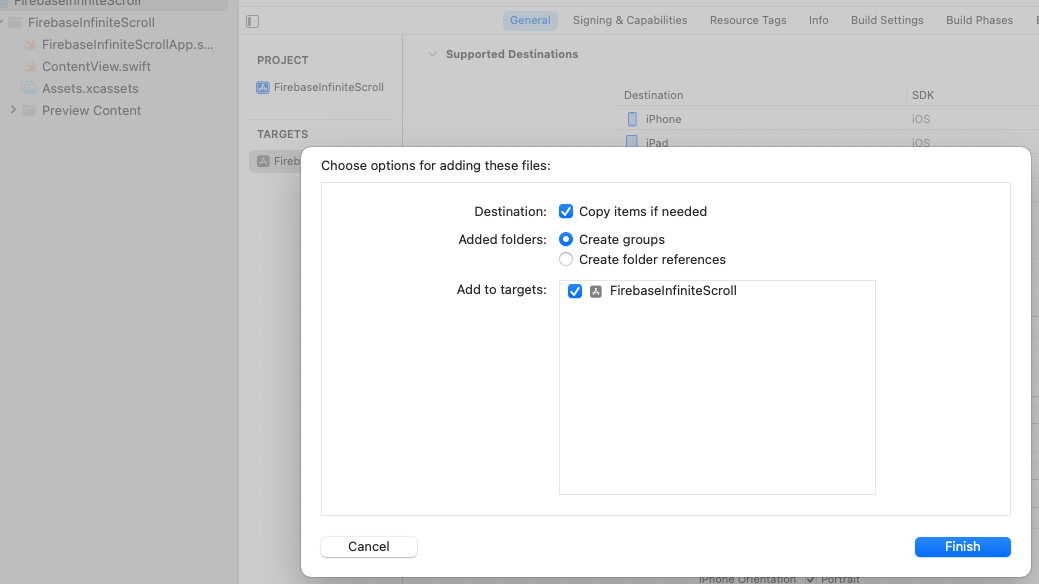 FirebaseInfiniteScroll
FirebaseInfiniteScroll
FirebaseInfiniteScrollApp.s...
ContentView.swift
Assets.xcassets
Preview Content
General Signing & Capabilities Resource Tags Info Build Settings Build Phases
PROJECT
FirebaseInfiniteScroll
TARGETS
Fireb
Supported Destinations
Destination SDK
iPhone iOS
iPad iOS
Choose options for adding these files:
Destination: Copy items if needed
Added folders: Create groups
Create folder references
Add to targets: FirebaseInfiniteScroll
Cancel Finish
iPhone Orientation Portrait